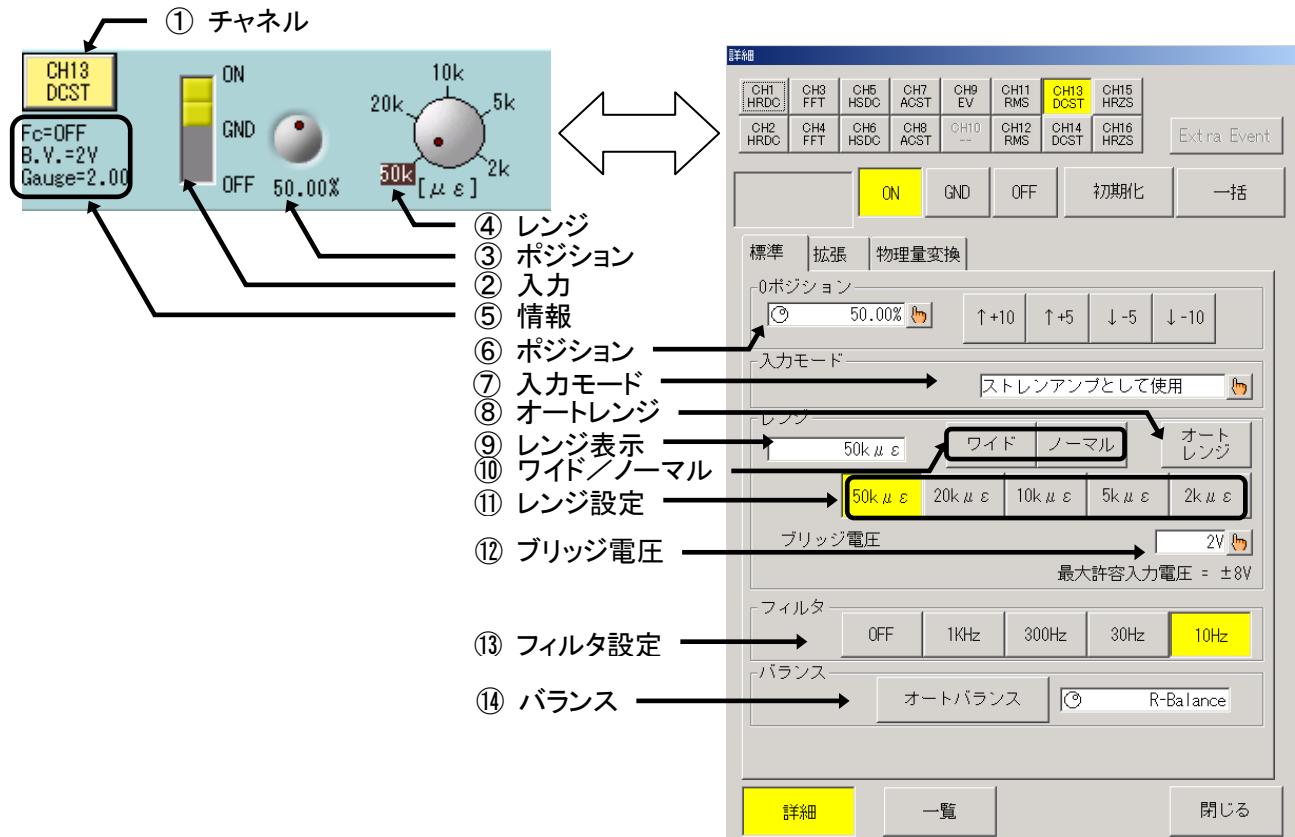 ① チャネル
CH13
DCST
Fc=OFF
B.V.=2V
Gauge=2.00
ON
GND
OFF
50.00%
10k
20k
5k
50k
2k
[με]
④ レンジ
③ ポジション
② 入力
⑤ 情報
⑥ ポジション
⑦ 入力モード
⑧ オートレンジ
⑨ レンジ表示
⑩ ワイド／ノーマル
⑪ レンジ設定
⑫ ブリッジ電圧
⑬ フィルタ設定
⑭ バランス
詳細
CH1 HRDC CH3 FFT CH5 HSDC CH7 ACST CH9 EV CH11 RMS CH13 DCST CH15 HRZS
CH2 HRDC CH4 FFT CH6 HSDC CH8 ACST CH10 -- CH12 RMS CH14 DCST CH16 HRZS
Extra Event
ON GND OFF 初期化 一括
標準 拡張 物理量変換
0ポジション
50.00% ↑+10 ↑+5 ↓-5 ↓-10
入力モード
ストレンアンプとして使用
レンジ
50kμε ワイド ノーマル オート
レンジ
50kμε 20kμε 10kμε 5kμε 2kμε
ブリッジ電圧 2V
最大許容入力電圧 = ±8V
フィルタ
OFF 1KHz 300Hz 30Hz 10Hz
バランス
オートバランス R-Balance
詳細 一覧 閉じる